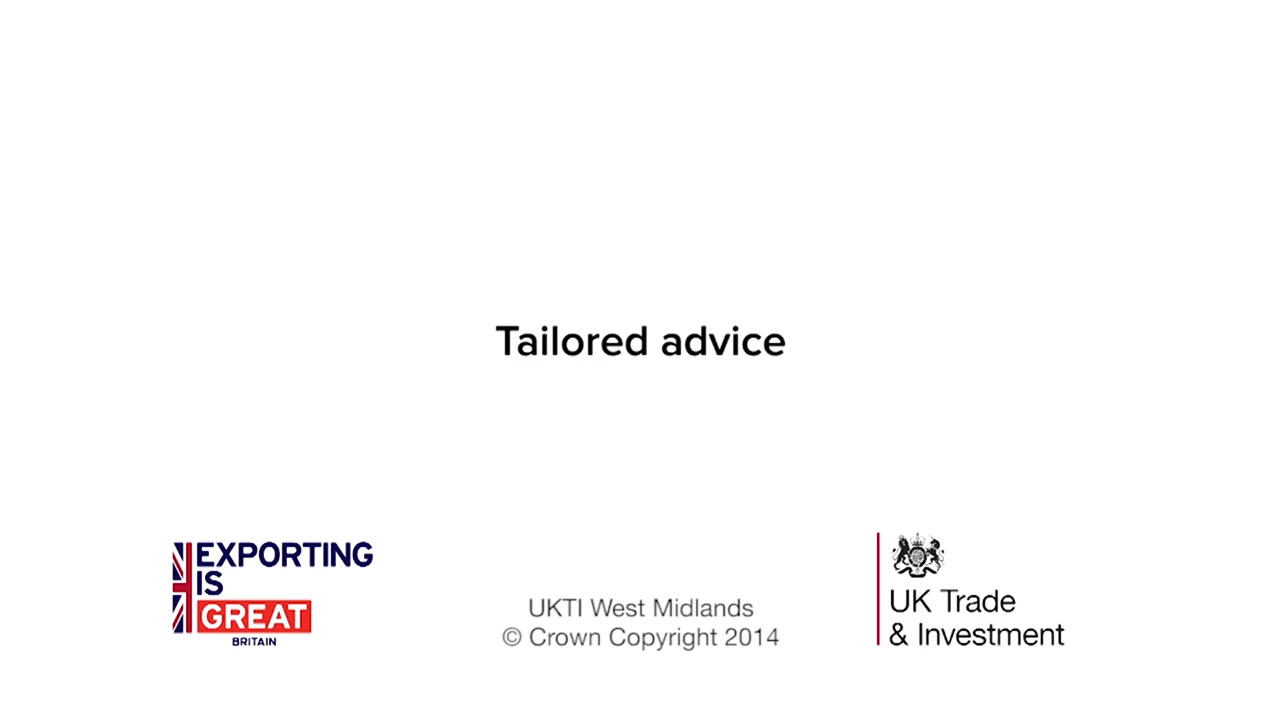 Tailored advice
EXPORTING
IS
GREAT
BRITAIN
UKTI West Midlands
© Crown Copyright 2014
UK Trade
& Investment